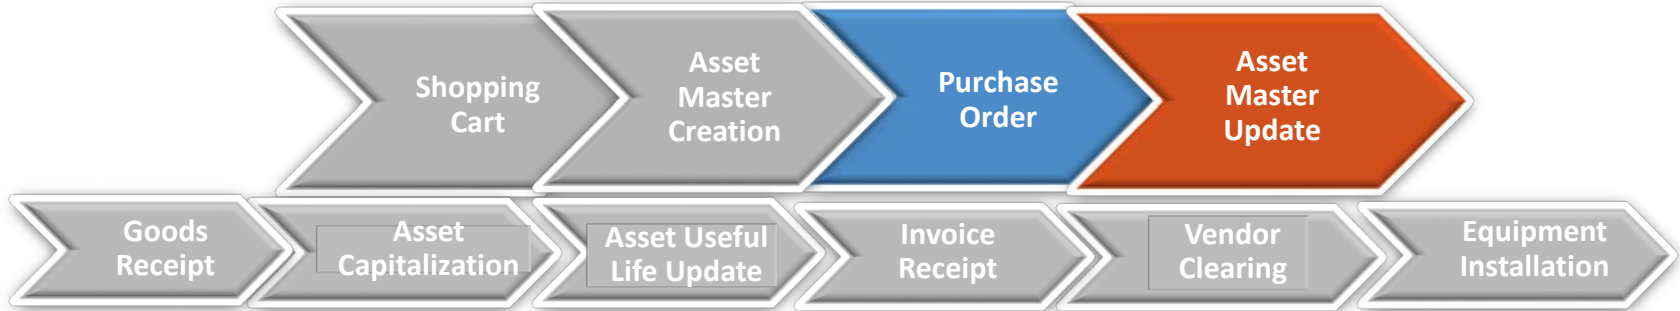 Shopping
Cart
Asset
Master
Creation
Purchase
Order
Asset
Master
Update
Goods
Receipt
Asset
Capitalization
Asset Useful
Life Update
Invoice
Receipt
Vendor
Clearing
Equipment
Installation